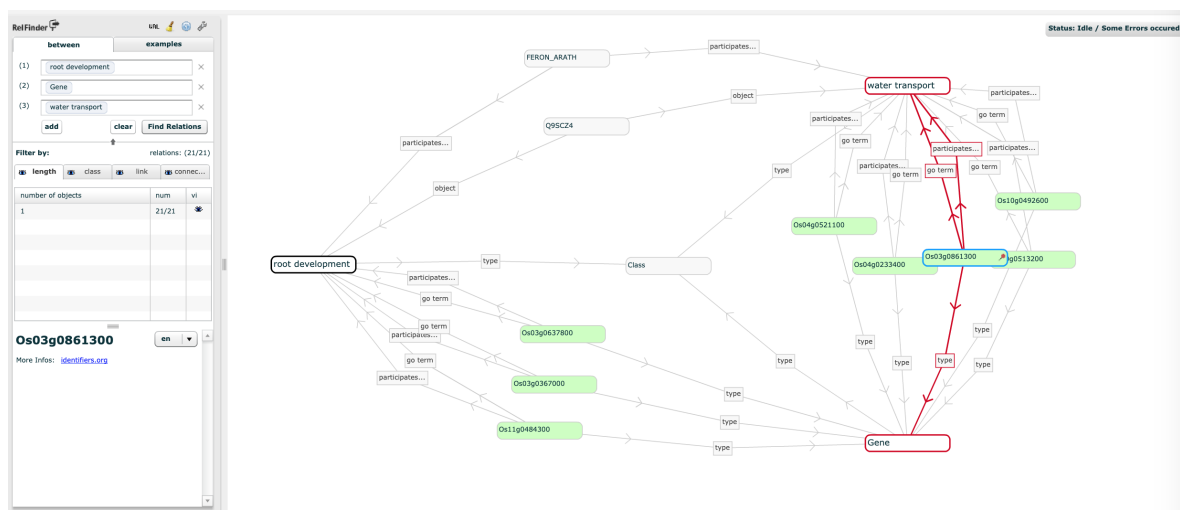 RelFinder
between
examples
(1) root development
(2) Gene
(3) water transport
add
clear
Find Relations
Filter by:
relations: (21/21)
length
class
link
connec...
number of objects
num
vi
1
21/21
Os03g0861300
en
More Infos: identifiers.org
Status: Idle / Some Errors occured
FERON_ARATH
participates...
water transport
object
participates...
Q9SCZ4
participates...
go term
participates...
go term
participates...
participates...
participates...
go term
go term
go term
type
object
Os10g0492600
Os04g0521100
root development
type
Class
Os04g0233400
Os03g0861300
g0513200
participates...
go term
go term
participates...
Os03g0637800
type
type
go term
type
type
type
type
participates...
Os03g0367000
type
type
Os11g0484300
Gene
type